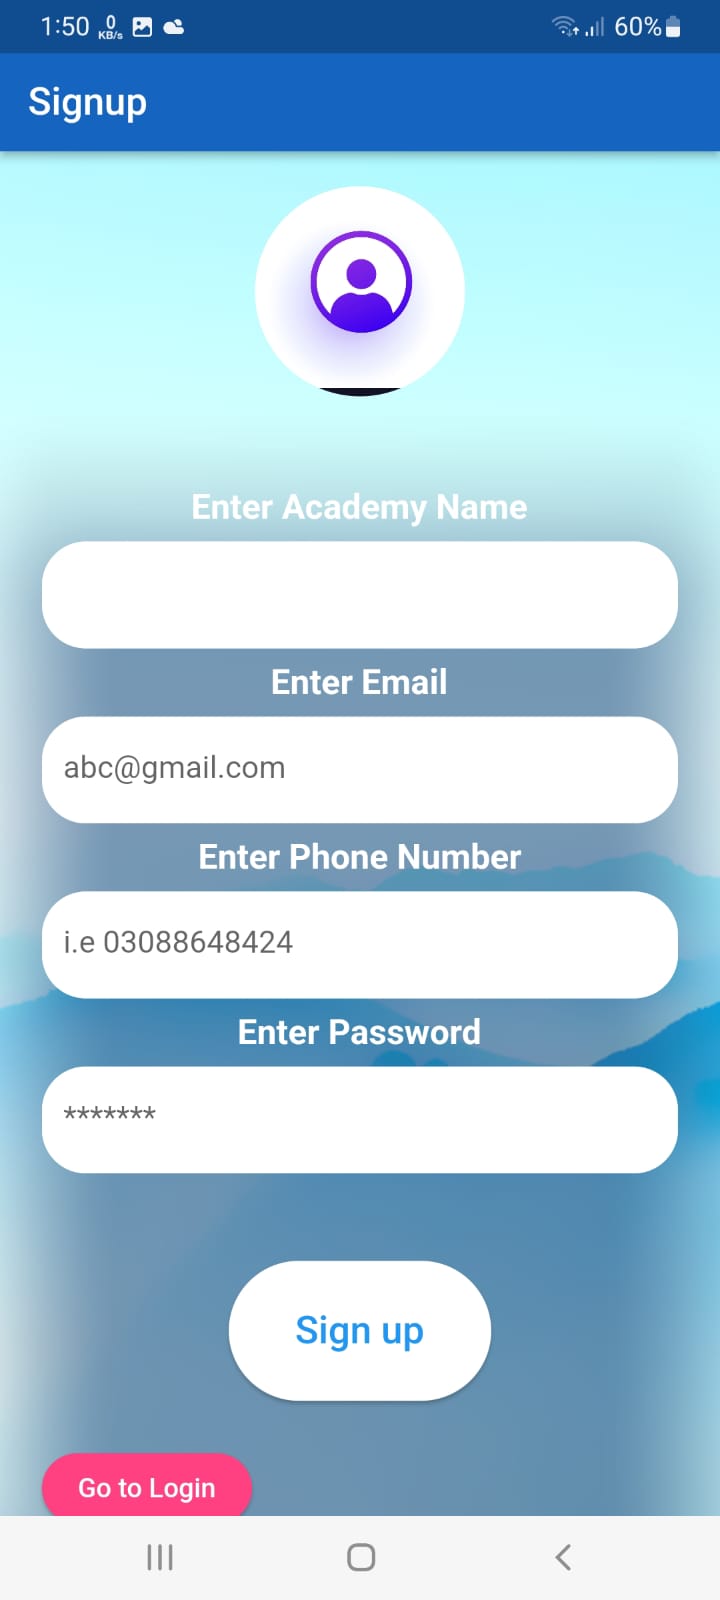 1:50 0 KB/s 60%
Signup
Enter Academy Name
Enter Email
abc@gmail.com
Enter Phone Number
i.e 03088648424
Enter Password
*******
Sign up
Go to Login